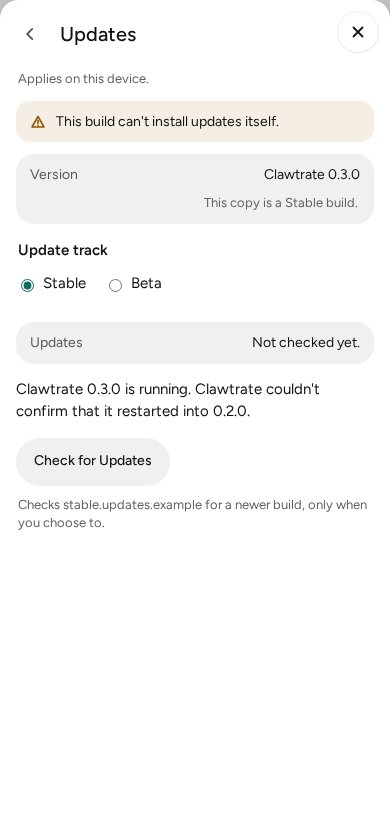 Updates
Applies on this device.
This build can't install updates itself.
Version
Clawtrate 0.3.0
This copy is a Stable build.
Update track
Stable
Beta
Updates
Not checked yet.
Clawtrate 0.3.0 is running. Clawtrate couldn't
confirm that it restarted into 0.2.0.
Check for Updates
Checks stable.updates.example for a newer build, only when
you choose to.